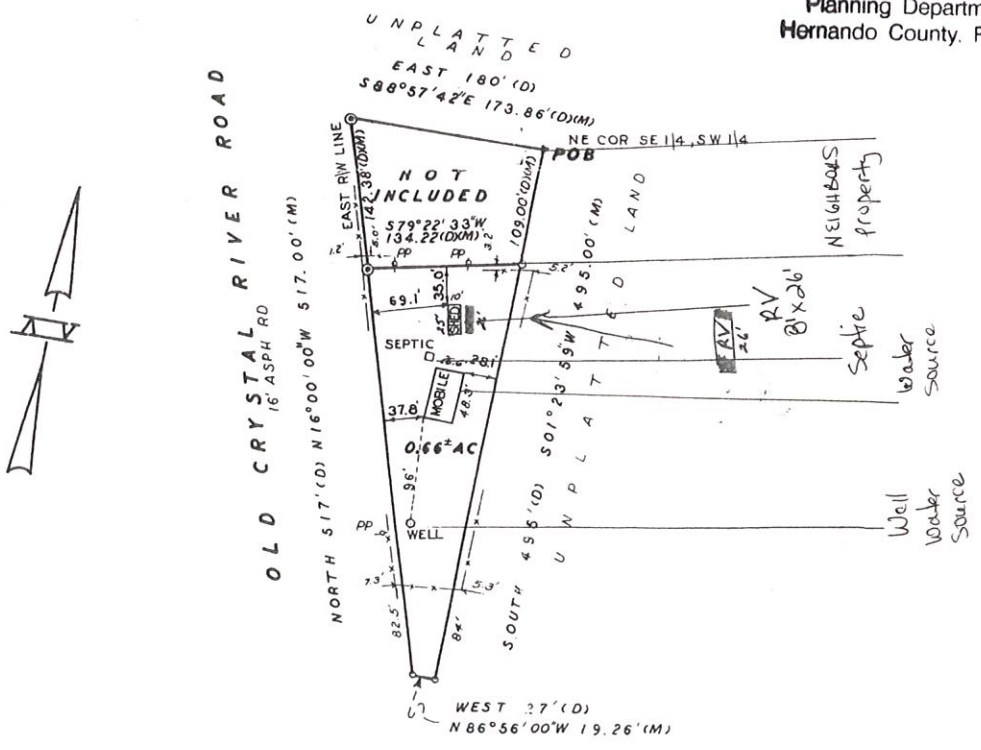 Planning Departm
Hernando County. F
UNPLATTED
LAND
EAST 180' (D)
S88°57'42"E 173.86'(D)(M)
NE COR SE 1/4, SW 1/4
POB
NOT
INCLUDED
S79°22'33"W
134.22(D)(M)
EAST R/W LINE
142.38'(D)(M)
109.00'(D)(M)
1.2'
5.0'
PP
PP
3.2'
5.2'
OLD CRYSTAL RIVER ROAD
16' ASPH RD
NORTH 517'(D) N16°00'00"W 517.00'(M)
SOUTH 495'(D) S01°23'59"W 495.00'(M)
UNPLATTED LAND
69.1'
35.0'
10'
25'
SHED
SEPTIC
28.1'
37.8'
MOBILE
48.3'
0.66± AC
96'
PP
WELL
7.3'
5.3'
82.5'
84'
WEST 27'(D)
N86°56'00"W 19.26'(M)
NEIGHBORS
property
RV
26'
RV
8'x26'
Septic
Water
Source
Well
Water
Source